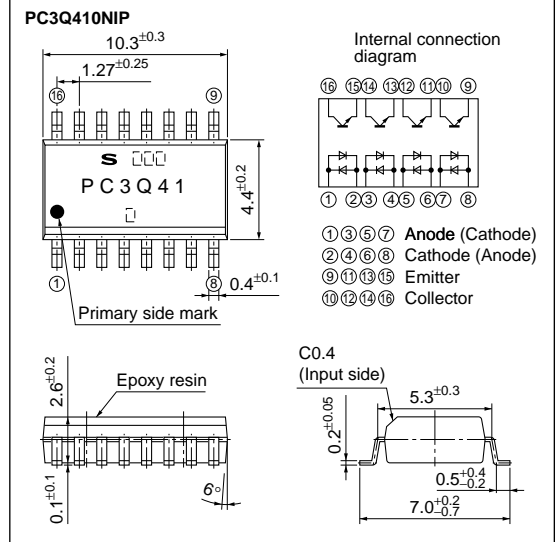 PC3Q410NIP
10.3±0.3
1.27±0.25
⑯ ⑨
S
PC3Q41
4.4±0.2
① ⑧
0.4±0.1
Primary side mark
Internal connection
diagram
⑯ ⑮⑭ ⑬⑫ ⑪⑩ ⑨
① ②③ ④⑤ ⑥⑦ ⑧
①③⑤⑦ Anode (Cathode)
②④⑥⑧ Cathode (Anode)
⑨⑪⑬⑮ Emitter
⑩⑫⑭⑯ Collector
2.6±0.2
Epoxy resin
0.1±0.1
6°
C0.4
(Input side)
5.3±0.3
0.2±0.05
0.5+0.4−0.2
7.0+0.2−0.7